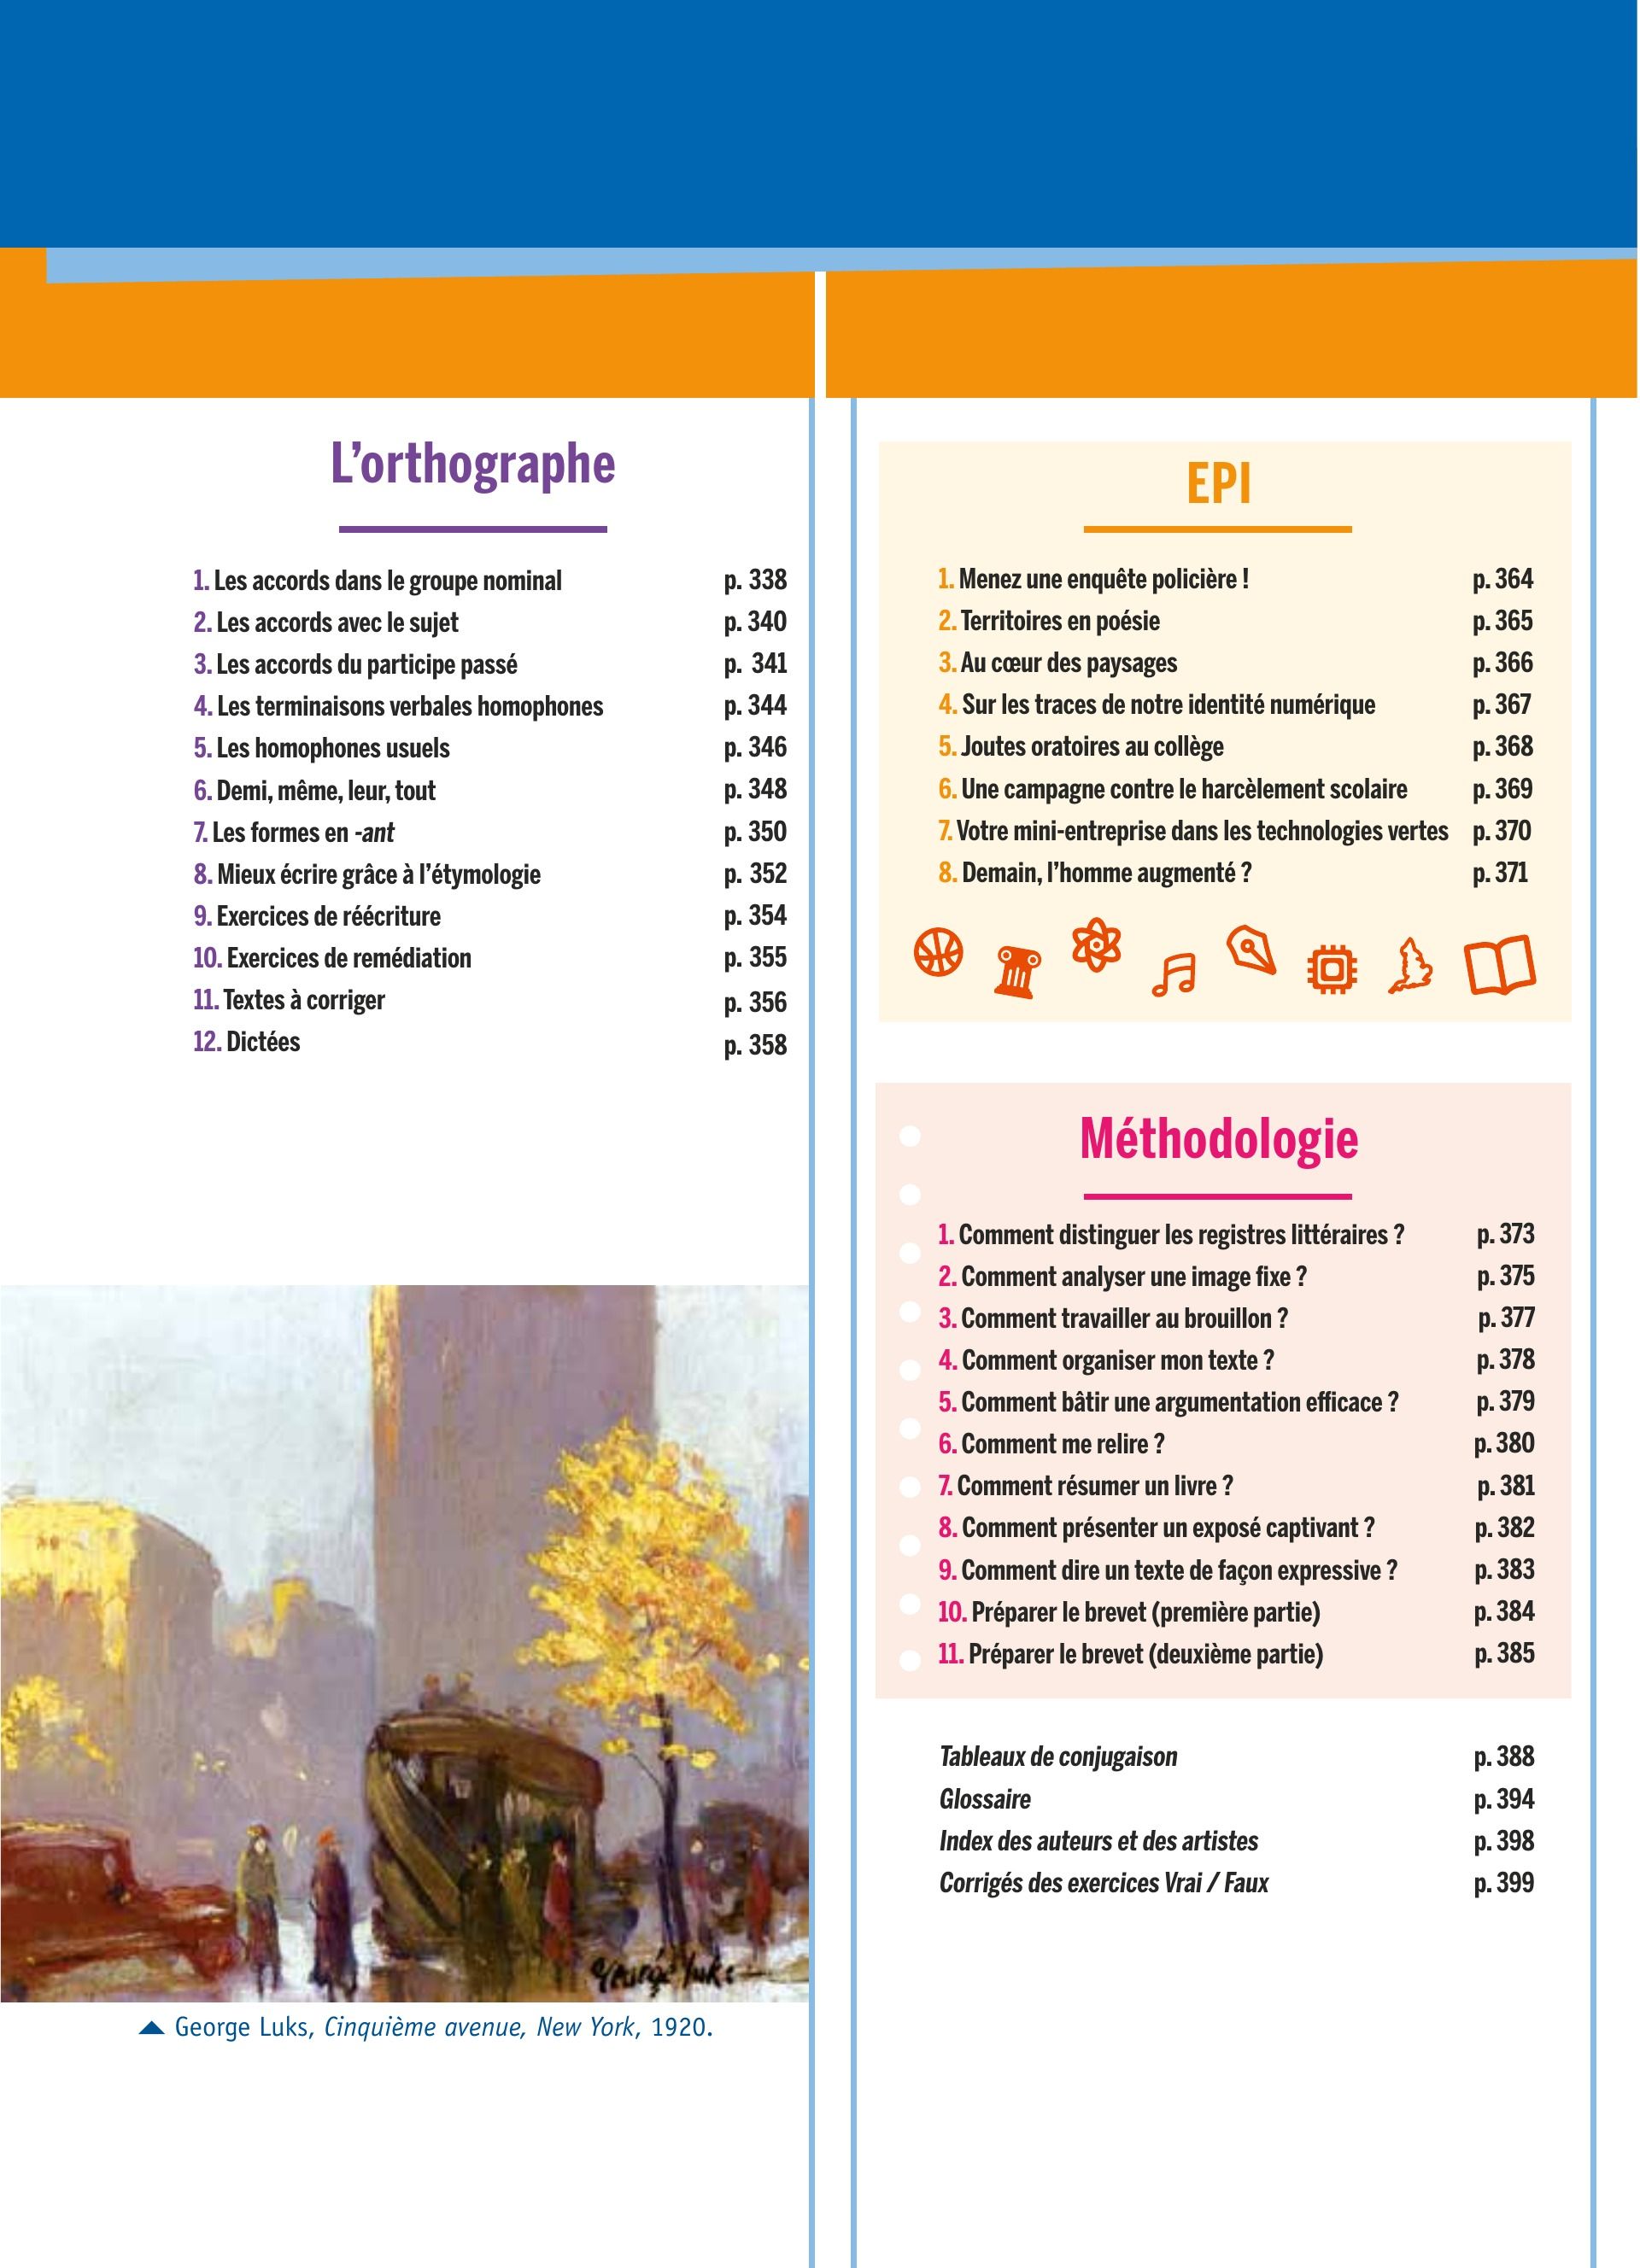 L'orthographe
1. Les accords dans le groupe nominal p. 338
2. Les accords avec le sujet p. 340
3. Les accords du participe passé p. 341
4. Les terminaisons verbales homophones p. 344
5. Les homophones usuels p. 346
6. Demi, même, leur, tout p. 348
7. Les formes en -ant p. 350
8. Mieux écrire grâce à l'étymologie p. 352
9. Exercices de réécriture p. 354
10. Exercices de remédiation p. 355
11. Textes à corriger p. 356
12. Dictées p. 358
George Luks
▲ George Luks, Cinquième avenue, New York, 1920.
EPI
1. Menez une enquête policière ! p. 364
2. Territoires en poésie p. 365
3. Au cœur des paysages p. 366
4. Sur les traces de notre identité numérique p. 367
5. Joutes oratoires au collège p. 368
6. Une campagne contre le harcèlement scolaire p. 369
7. Votre mini-entreprise dans les technologies vertes p. 370
8. Demain, l'homme augmenté ? p. 371
Méthodologie
1. Comment distinguer les registres littéraires ? p. 373
2. Comment analyser une image fixe ? p. 375
3. Comment travailler au brouillon ? p. 377
4. Comment organiser mon texte ? p. 378
5. Comment bâtir une argumentation efficace ? p. 379
6. Comment me relire ? p. 380
7. Comment résumer un livre ? p. 381
8. Comment présenter un exposé captivant ? p. 382
9. Comment dire un texte de façon expressive ? p. 383
10. Préparer le brevet (première partie) p. 384
11. Préparer le brevet (deuxième partie) p. 385
Tableaux de conjugaison p. 388
Glossaire p. 394
Index des auteurs et des artistes p. 398
Corrigés des exercices Vrai / Faux p. 399